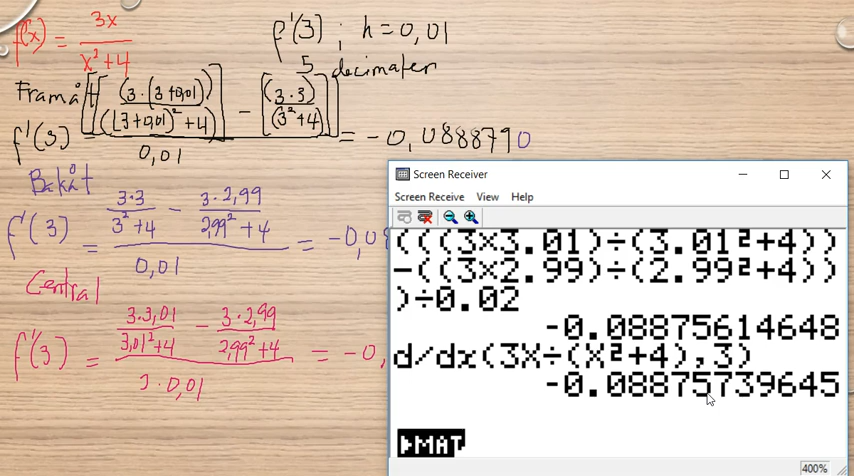 f(x) = 3x / x² + 4
f'(3) ; h = 0,01
5 decimaler
Framåt
f'(3) = [[(3·(3+0,01)) / ([3+0,01)² + 4)] - [(3·3) / (3² + 4)]] / 0,01 = -0,0888790
Bakåt
f'(3) = 3·3 / 3² + 4 - 3·2,99 / 2,99² + 4 / 0,01 = -0,08
Central
f'(3) = 3·3,01 / 3,01² + 4 - 3·2,99 / 2,99² + 4 / ·0,01 = -0,
Screen Receiver
Screen Receive View Help
(((3×3.01)÷(3.01²+4))
-((3×2.99)÷(2.99²+4))
)÷0.02
-0.08875614648
d/dx(3X÷(X²+4),3)
-0.08875739645
▶MAT
400%